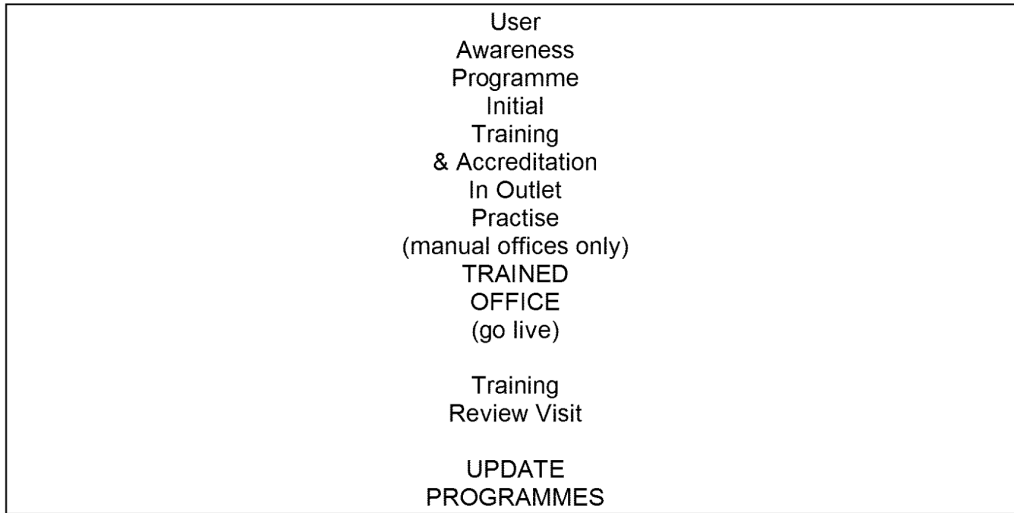 User
Awareness
Programme
Initial
Training
& Accreditation
In Outlet
Practise
(manual offices only)
TRAINED
OFFICE
(go live)
Training
Review Visit
UPDATE
PROGRAMMES